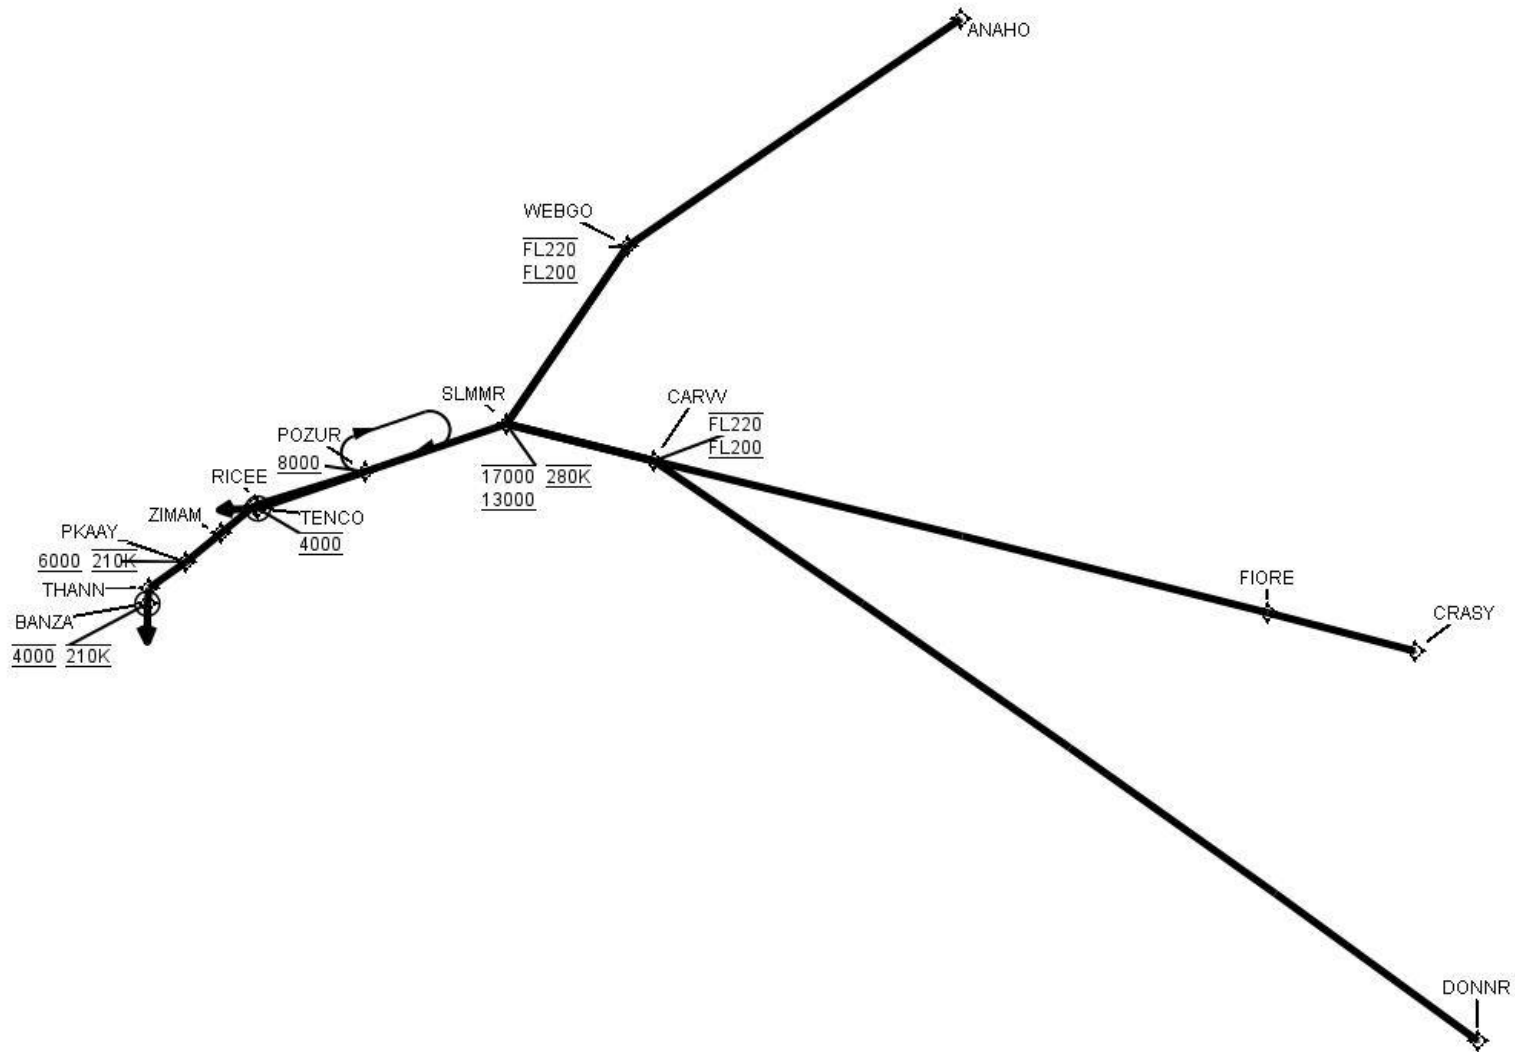 ANAHO
WEBGO
FL220
FL200
SLMMR
CARVV
FL220
FL200
POZUR
8000
17000 280K
13000
RICEE
ZIMAM
TENCO
4000
PKAAY
6000 210K
THANN
BANZA
4000 210K
FIORE
CRASY
DONNR